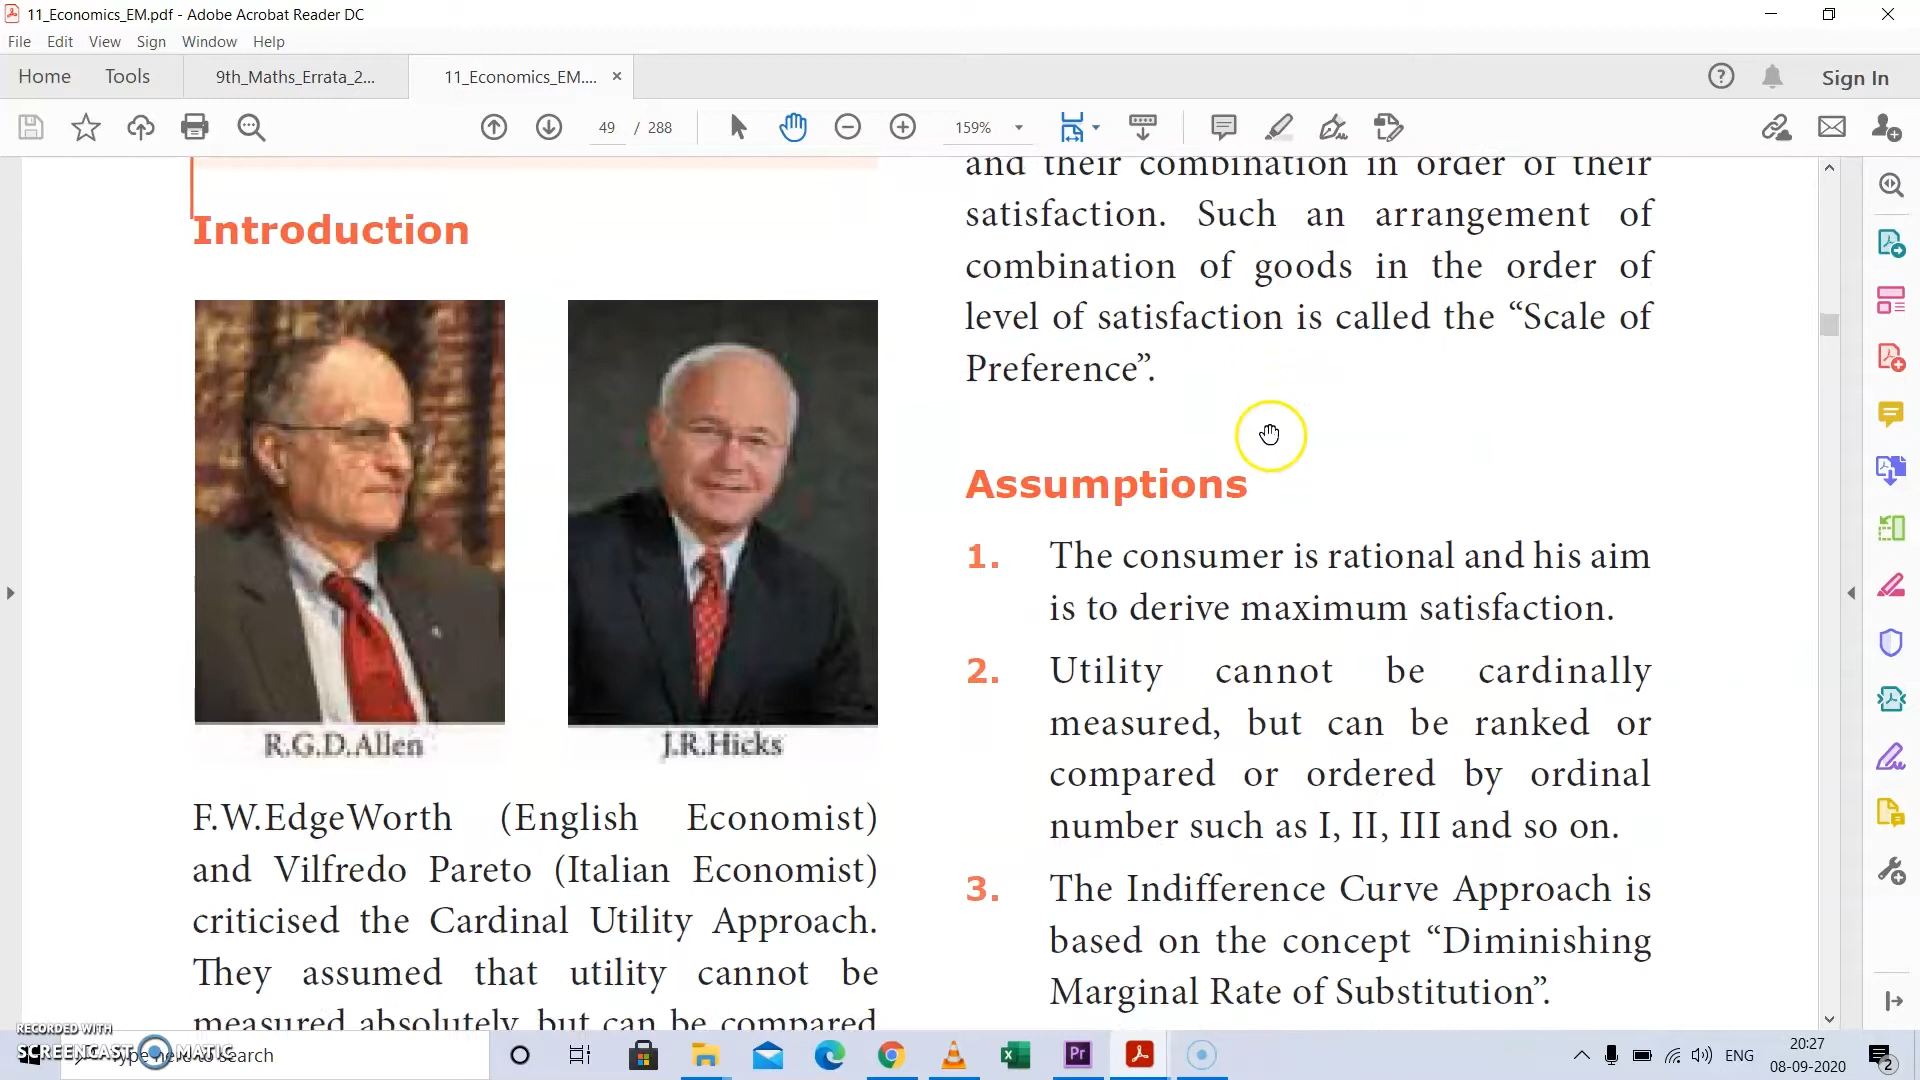 11_Economics_EM.pdf - Adobe Acrobat Reader DC
File Edit View Sign Window Help
Home Tools 9th_Maths_Errata_2... 11_Economics_EM.... × Sign In
49 / 288 159%
Introduction
R.G.D.Allen J.R.Hicks
F.W.EdgeWorth (English Economist)
and Vilfredo Pareto (Italian Economist)
criticised the Cardinal Utility Approach.
They assumed that utility cannot be
measured absolutely, but can be compared
and their combination in order of their
satisfaction. Such an arrangement of
combination of goods in the order of
level of satisfaction is called the “Scale of
Preference”.
Assumptions
1. The consumer is rational and his aim
is to derive maximum satisfaction.
2. Utility cannot be cardinally
measured, but can be ranked or
compared or ordered by ordinal
number such as I, II, III and so on.
3. The Indifference Curve Approach is
based on the concept “Diminishing
Marginal Rate of Substitution”.
RECORDED WITH
SCREENCAST MATIC
Type here to search
ENG
20:27
08-09-2020
2